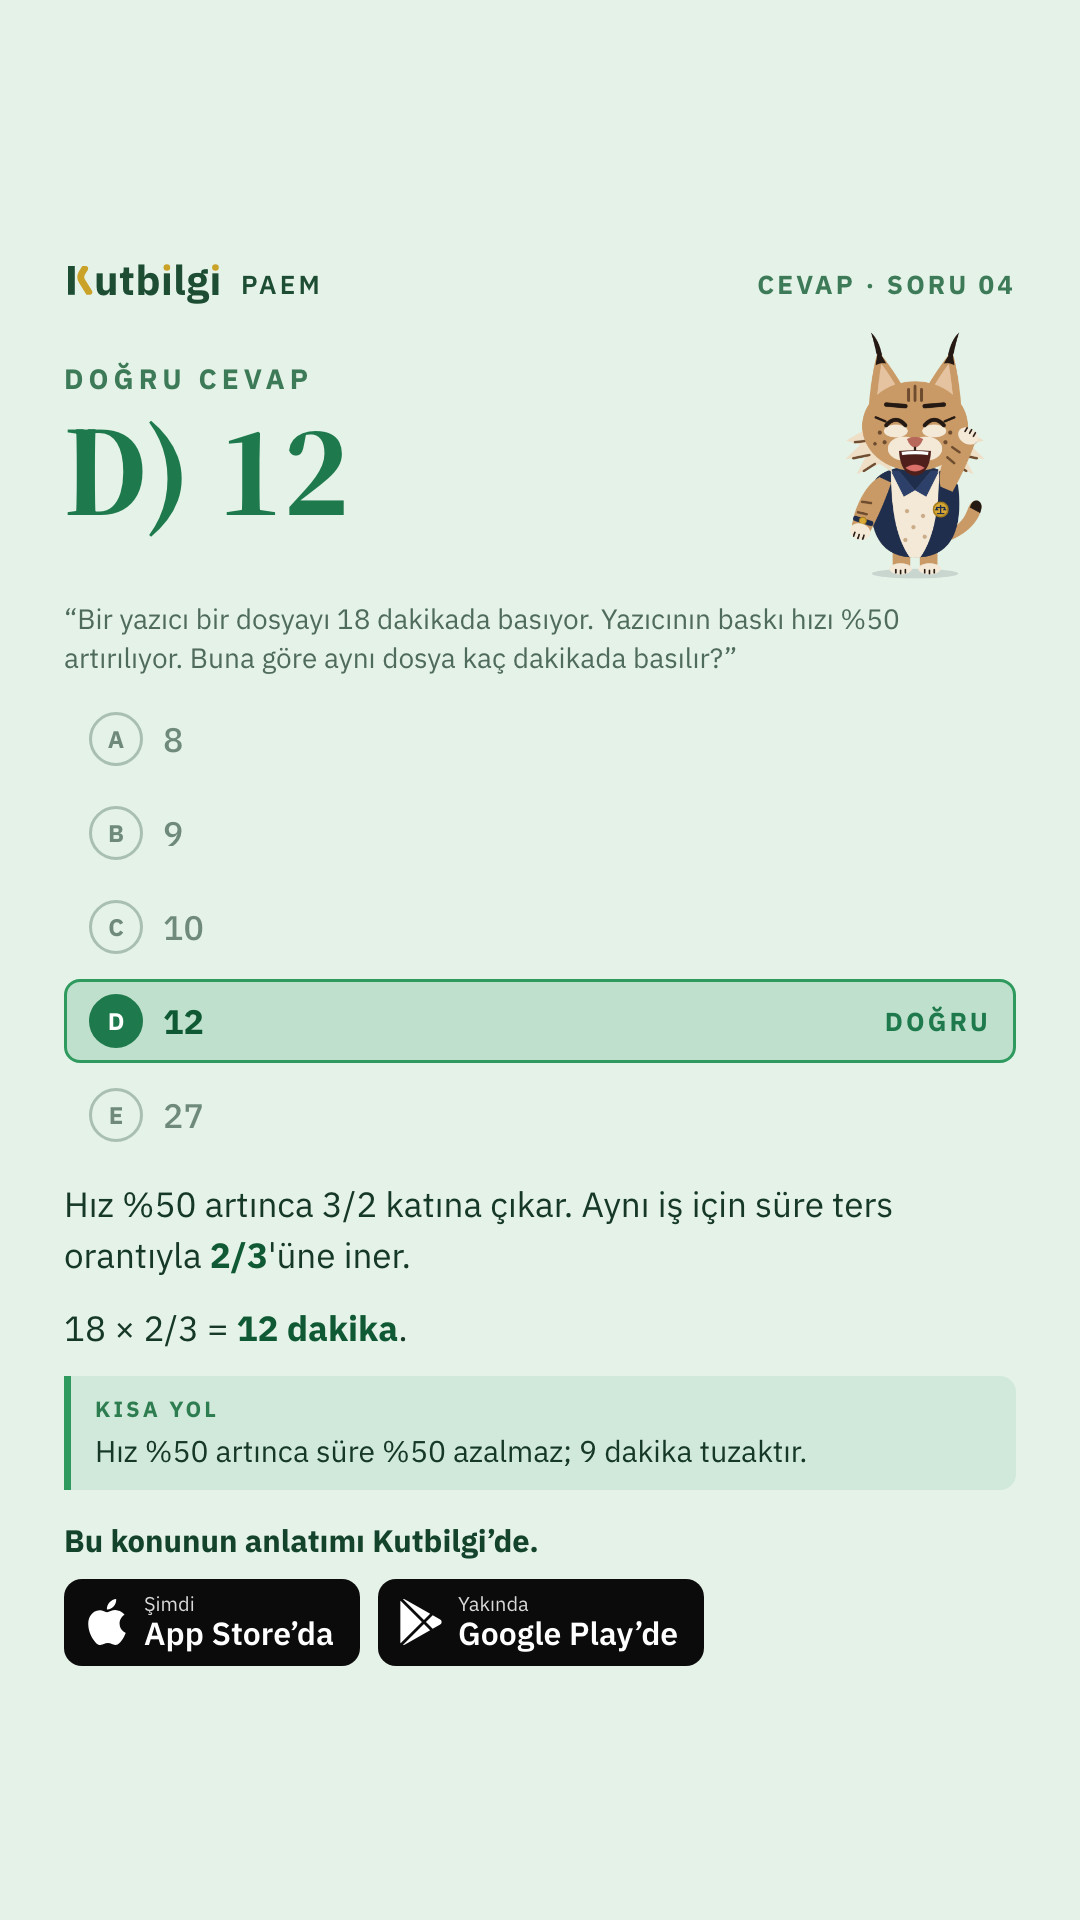 Kutbilgi PAEM
CEVAP · SORU 04
DOĞRU CEVAP
D) 12
“Bir yazıcı bir dosyayı 18 dakikada basıyor. Yazıcının baskı hızı %50
artırılıyor. Buna göre aynı dosya kaç dakikada basılır?”
A 8
B 9
C 10
D 12 DOĞRU
E 27
Hız %50 artınca 3/2 katına çıkar. Aynı iş için süre ters
orantıyla 2/3'üne iner.
18 × 2/3 = 12 dakika.
KISA YOL
Hız %50 artınca süre %50 azalmaz; 9 dakika tuzaktır.
Bu konunun anlatımı Kutbilgi’de.
Şimdi
App Store’da
Yakında
Google Play’de